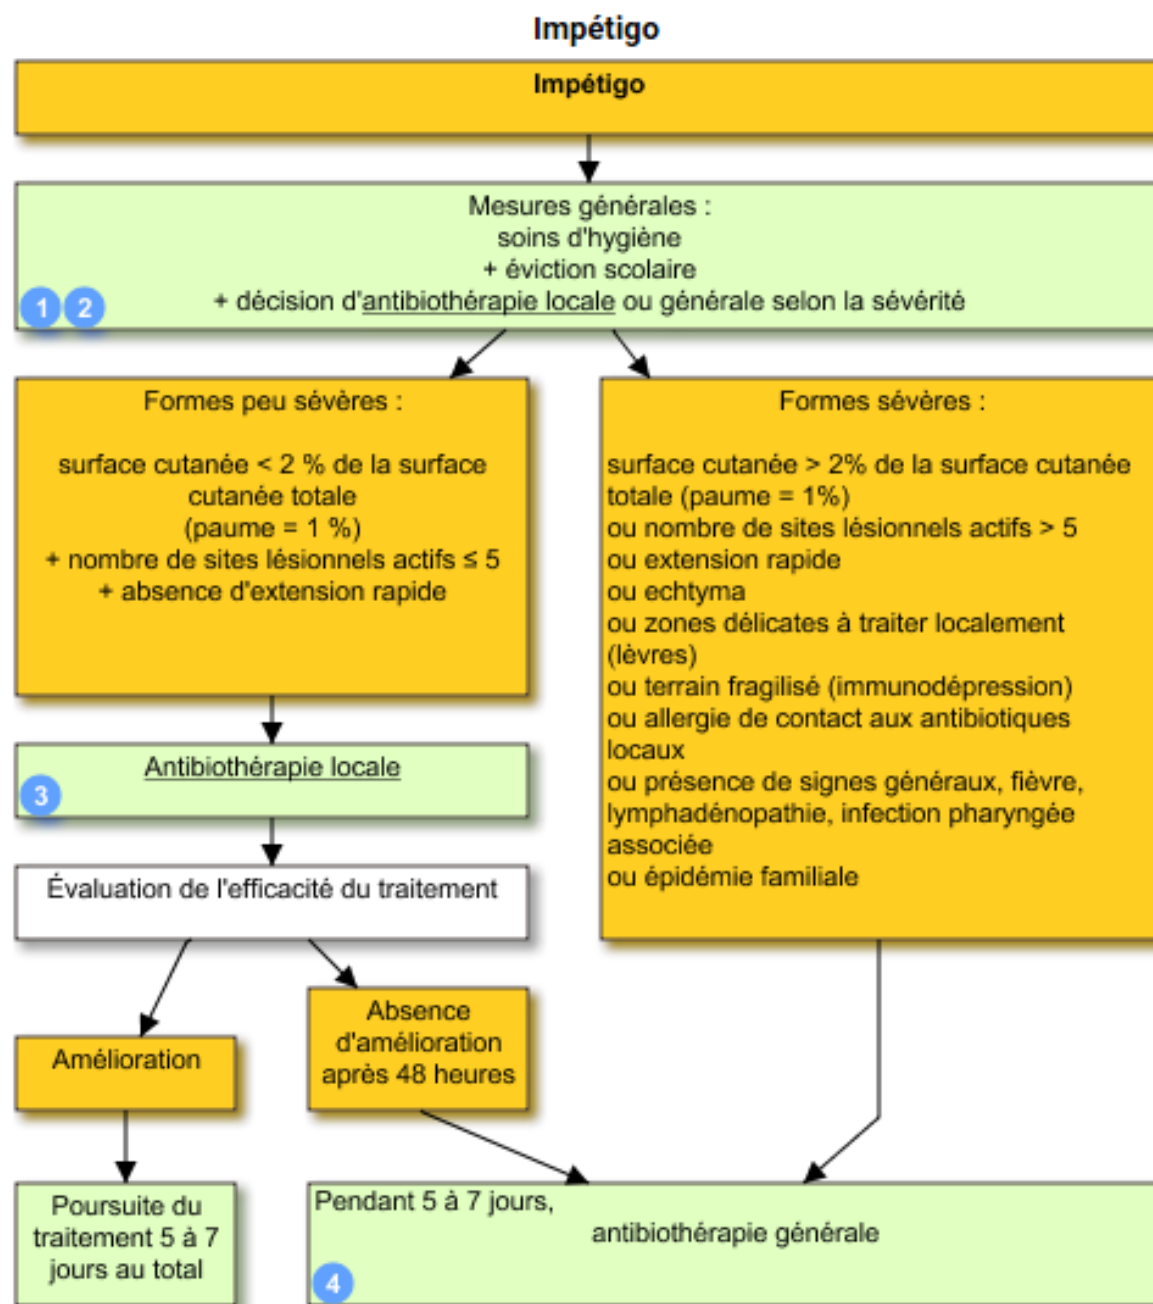 Impétigo
Impétigo
Mesures générales :
soins d'hygiène
+ éviction scolaire
+ décision d'antibiothérapie locale ou générale selon la sévérité
1 2
Formes peu sévères :
surface cutanée < 2 % de la surface
cutanée totale
(paume = 1 %)
+ nombre de sites lésionnels actifs ≤ 5
+ absence d'extension rapide
Formes sévères :
surface cutanée > 2% de la surface cutanée
totale (paume = 1%)
ou nombre de sites lésionnels actifs > 5
ou extension rapide
ou echtyma
ou zones délicates à traiter localement
(lèvres)
ou terrain fragilisé (immunodépression)
ou allergie de contact aux antibiotiques
locaux
ou présence de signes généraux, fièvre,
lymphadénopathie, infection pharyngée
associée
ou épidémie familiale
Antibiothérapie locale
3
Évaluation de l'efficacité du traitement
Amélioration
Absence
d'amélioration
après 48 heures
Poursuite du
traitement 5 à 7
jours au total
Pendant 5 à 7 jours,
antibiothérapie générale
4